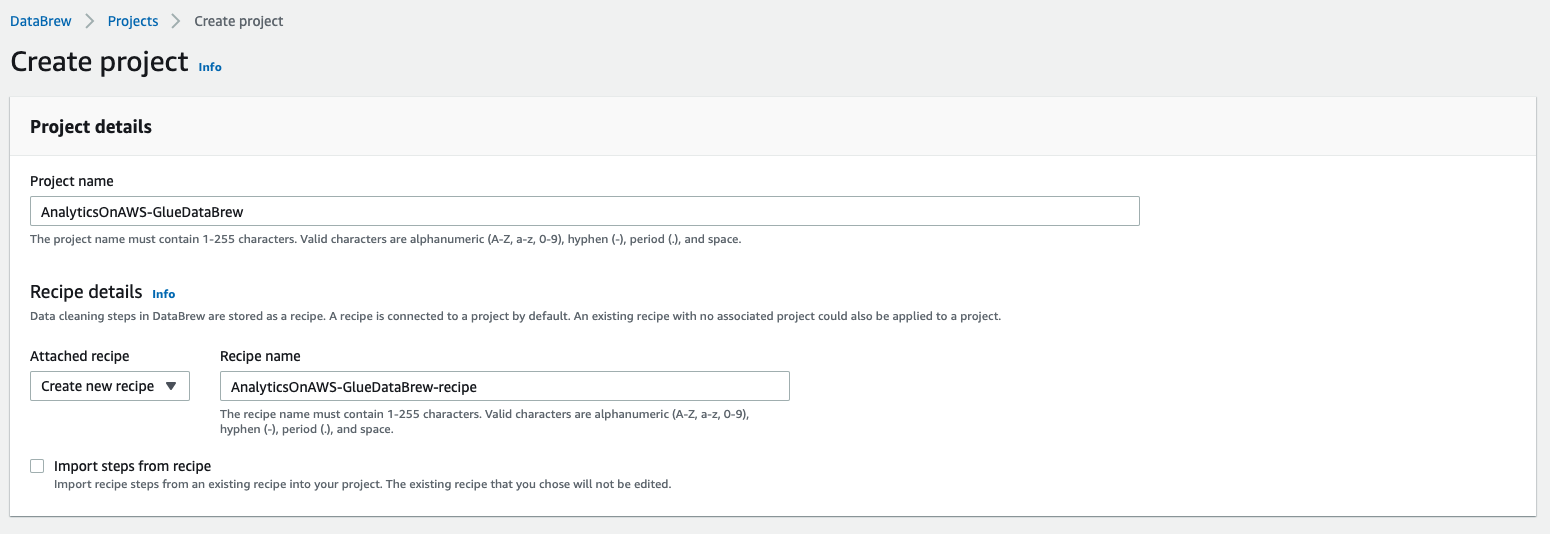 DataBrew > Projects > Create project
Create project Info
Project details
Project name
AnalyticsOnAWS-GlueDataBrew
The project name must contain 1-255 characters. Valid characters are alphanumeric (A-Z, a-z, 0-9), hyphen (-), period (.), and space.
Recipe details Info
Data cleaning steps in DataBrew are stored as a recipe. A recipe is connected to a project by default. An existing recipe with no associated project could also be applied to a project.
Attached recipe
Create new recipe
Recipe name
AnalyticsOnAWS-GlueDataBrew-recipe
The recipe name must contain 1-255 characters. Valid characters are alphanumeric (A-Z, a-z, 0-9),
hyphen (-), period (.), and space.
Import steps from recipe
Import recipe steps from an existing recipe into your project. The existing recipe that you chose will not be edited.